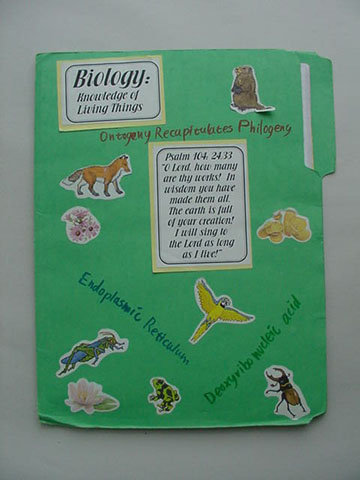 Biology:
Knowledge of
Living Things
Ontogeny Recapitulates Philogeny
Psalm 104: 24,33
"O Lord, how many
are thy works! In
wisdom you have
made them all.
The earth is full
of your creation!
I will sing to
the Lord as long
as I live!"
Endoplasmic Reticulum
Deoxyribonucleic acid